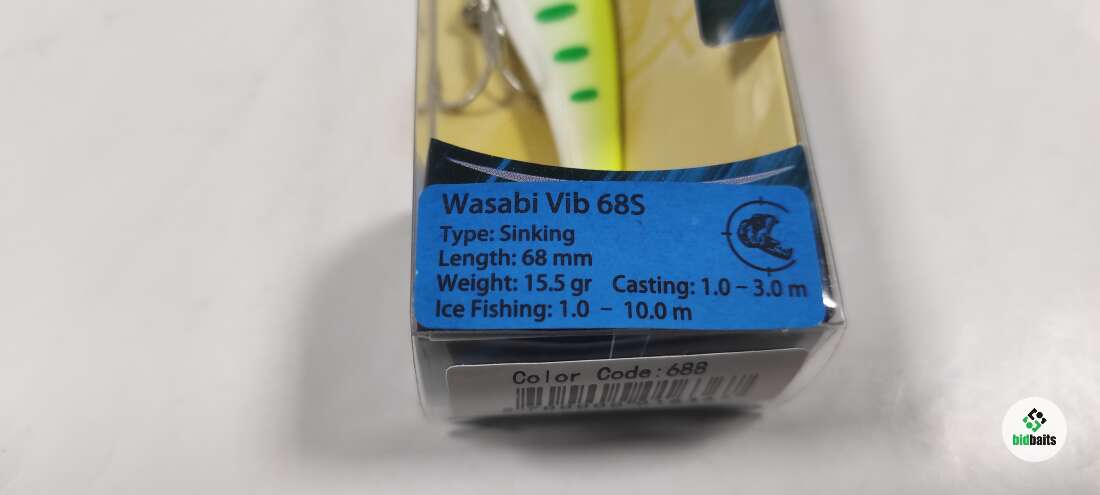 Wasabi Vib 68S
Type: Sinking
Length: 68 mm
Weight: 15.5 gr Casting: 1.0 – 3.0 m
Ice Fishing: 1.0 – 10.0 m
Color Code:688
bidbaits